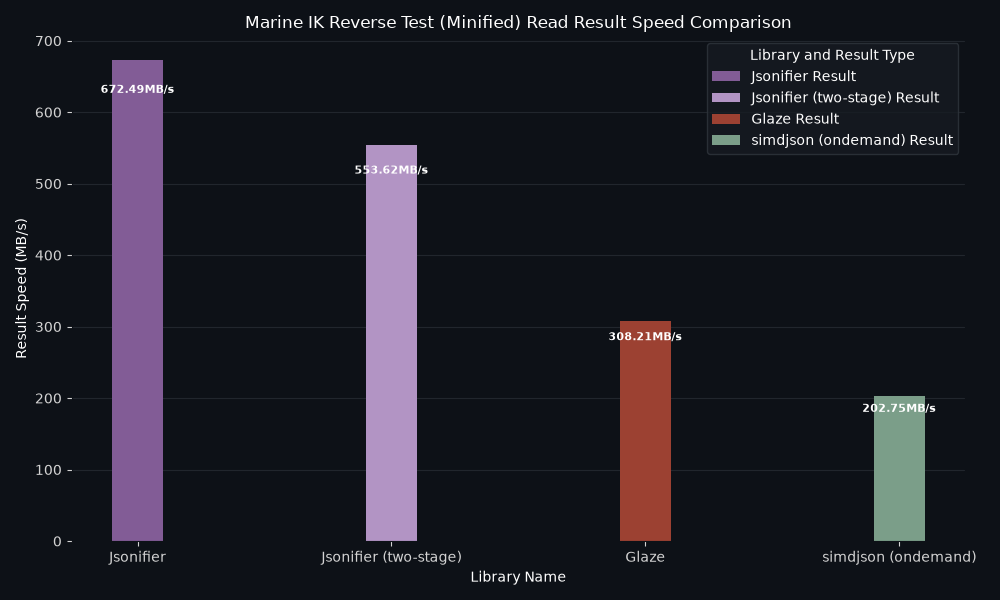 Marine IK Reverse Test (Minified) Read Result Speed Comparison
Library and Result Type
Jsonifier Result
Jsonifier (two-stage) Result
Glaze Result
simdjson (ondemand) Result
Result Speed (MB/s)
700
600
500
400
300
200
100
0
672.49MB/s
553.62MB/s
308.21MB/s
202.75MB/s
Jsonifier
Jsonifier (two-stage)
Glaze
simdjson (ondemand)
Library Name